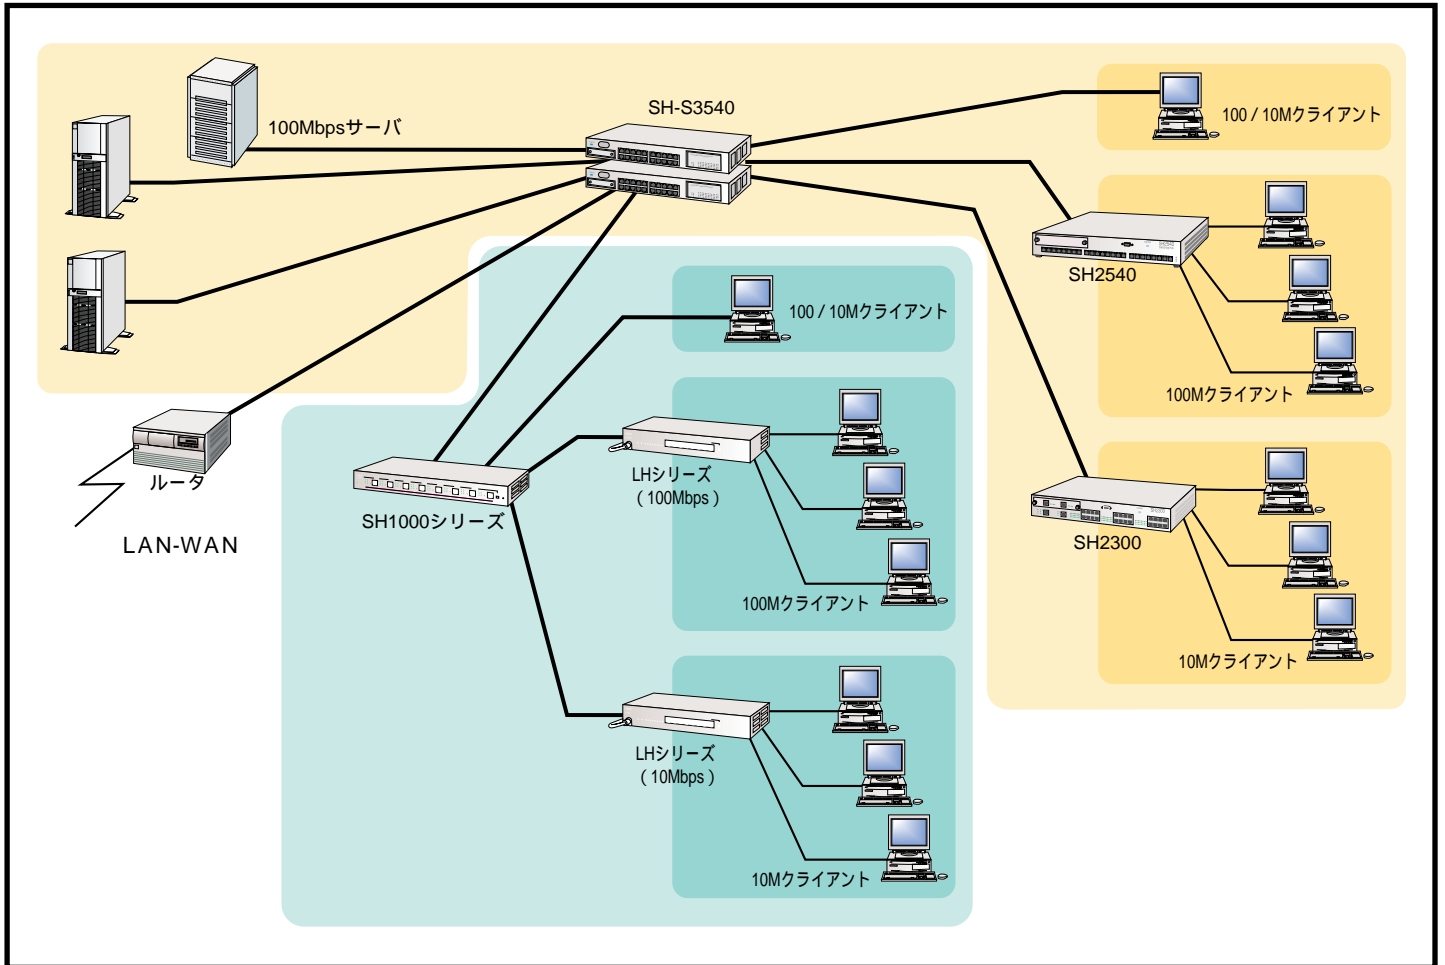 SH-S3540
100Mbpsサーバ
100 / 10Mクライアント
SH2540
100Mクライアント
100 / 10Mクライアント
LHシリーズ
( 100Mbps )
SH1000シリーズ
ルータ
LAN-WAN
100Mクライアント
SH2300
10Mクライアント
LHシリーズ
( 10Mbps )
10Mクライアント